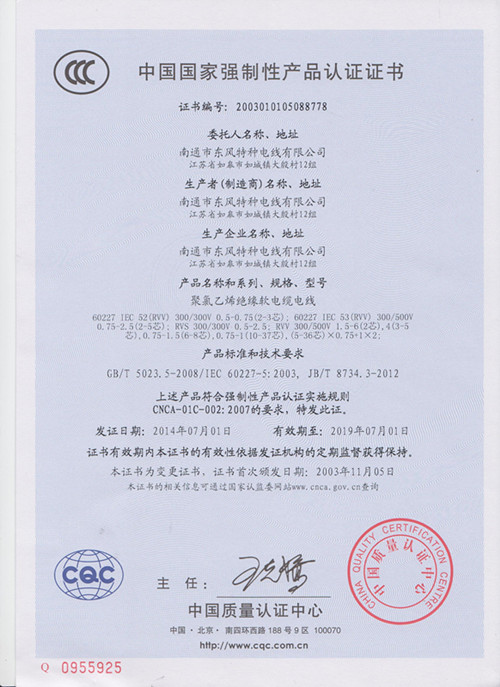 CCC
中国国家强制性产品认证证书
证书编号: 2003010105088778
委托人名称、地址
南通市东风特种电线有限公司
江苏省如皋市如城镇大殷村12组
生产者(制造商)名称、地址
南通市东风特种电线有限公司
江苏省如皋市如城镇大殷村12组
生产企业名称、地址
南通市东风特种电线有限公司
江苏省如皋市如城镇大殷村12组
产品名称和系列、规格、型号
聚氯乙烯绝缘软电缆电线
60227 IEC 52(RVV) 300/300V 0.5-0.75(2-3芯); 60227 IEC 53(RVV) 300/500V
0.75-2.5(2-5芯); RVS 300/300V 0.5-2.5; RVV 300/500V 1.5-6(2芯),4(3-5
芯),0.75-1.5(6-8芯),0.75-1(10-37芯),(5-36芯)×0.75+1×2;
产品标准和技术要求
GB/T 5023.5-2008/IEC 60227-5:2003, JB/T 8734.3-2012
上述产品符合强制性产品认证实施规则
CNCA-01C-002:2007的要求，特发此证。
发证日期: 2014年07月01日 有效期至: 2019年07月01日
证书有效期内本证书的有效性依据发证机构的定期监督获得保持。
本证书为变更证书，证书首次颁发日期: 2003年11月05日
本证书的相关信息可通过国家认监委网站www.cnca.gov.cn查询
CQC
主 任:
CHINA QUALITY CERTIFICATION CENTRE
中国质量认证中心
中国质量认证中心
中国·北京·南四环西路 188 号 9 区 100070
http://www.cqc.com.cn
Q 0955925